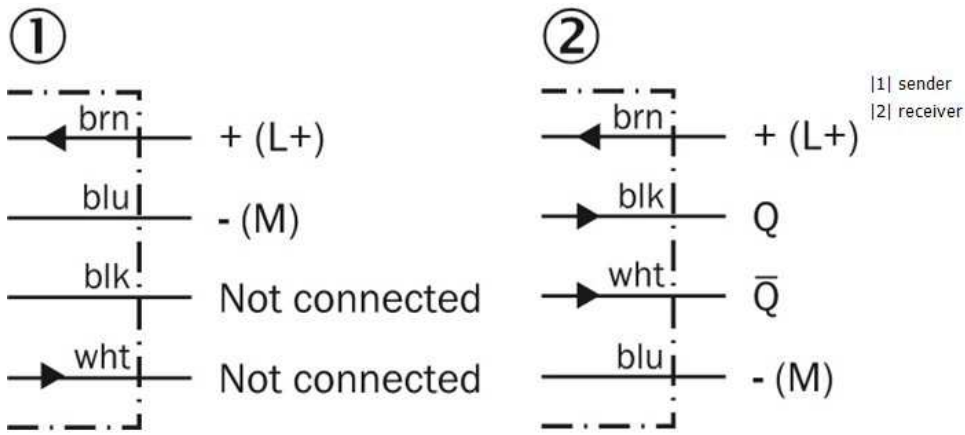 ①
brn + (L+)
blu - (M)
blk Not connected
wht Not connected
②
brn + (L+)
blk Q
wht Q̅
blu - (M)
|1| sender
|2| receiver